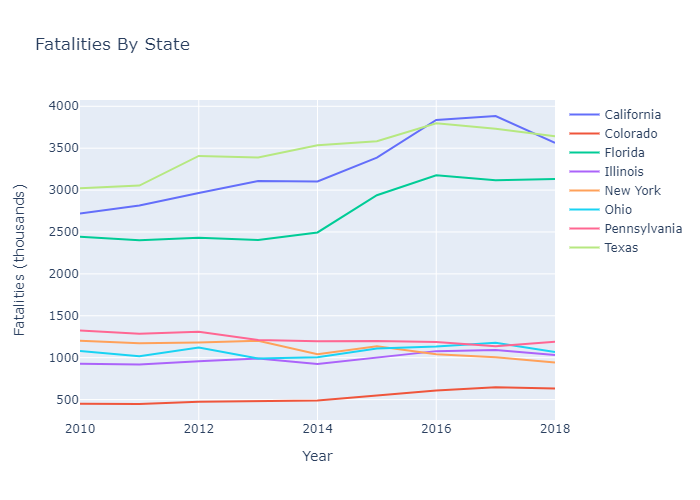 Fatalities By State
4000
3500
3000
2500
2000
1500
1000
500
2010
2012
2014
2016
2018
Year
Fatalities (thousands)
California
Colorado
Florida
Illinois
New York
Ohio
Pennsylvania
Texas